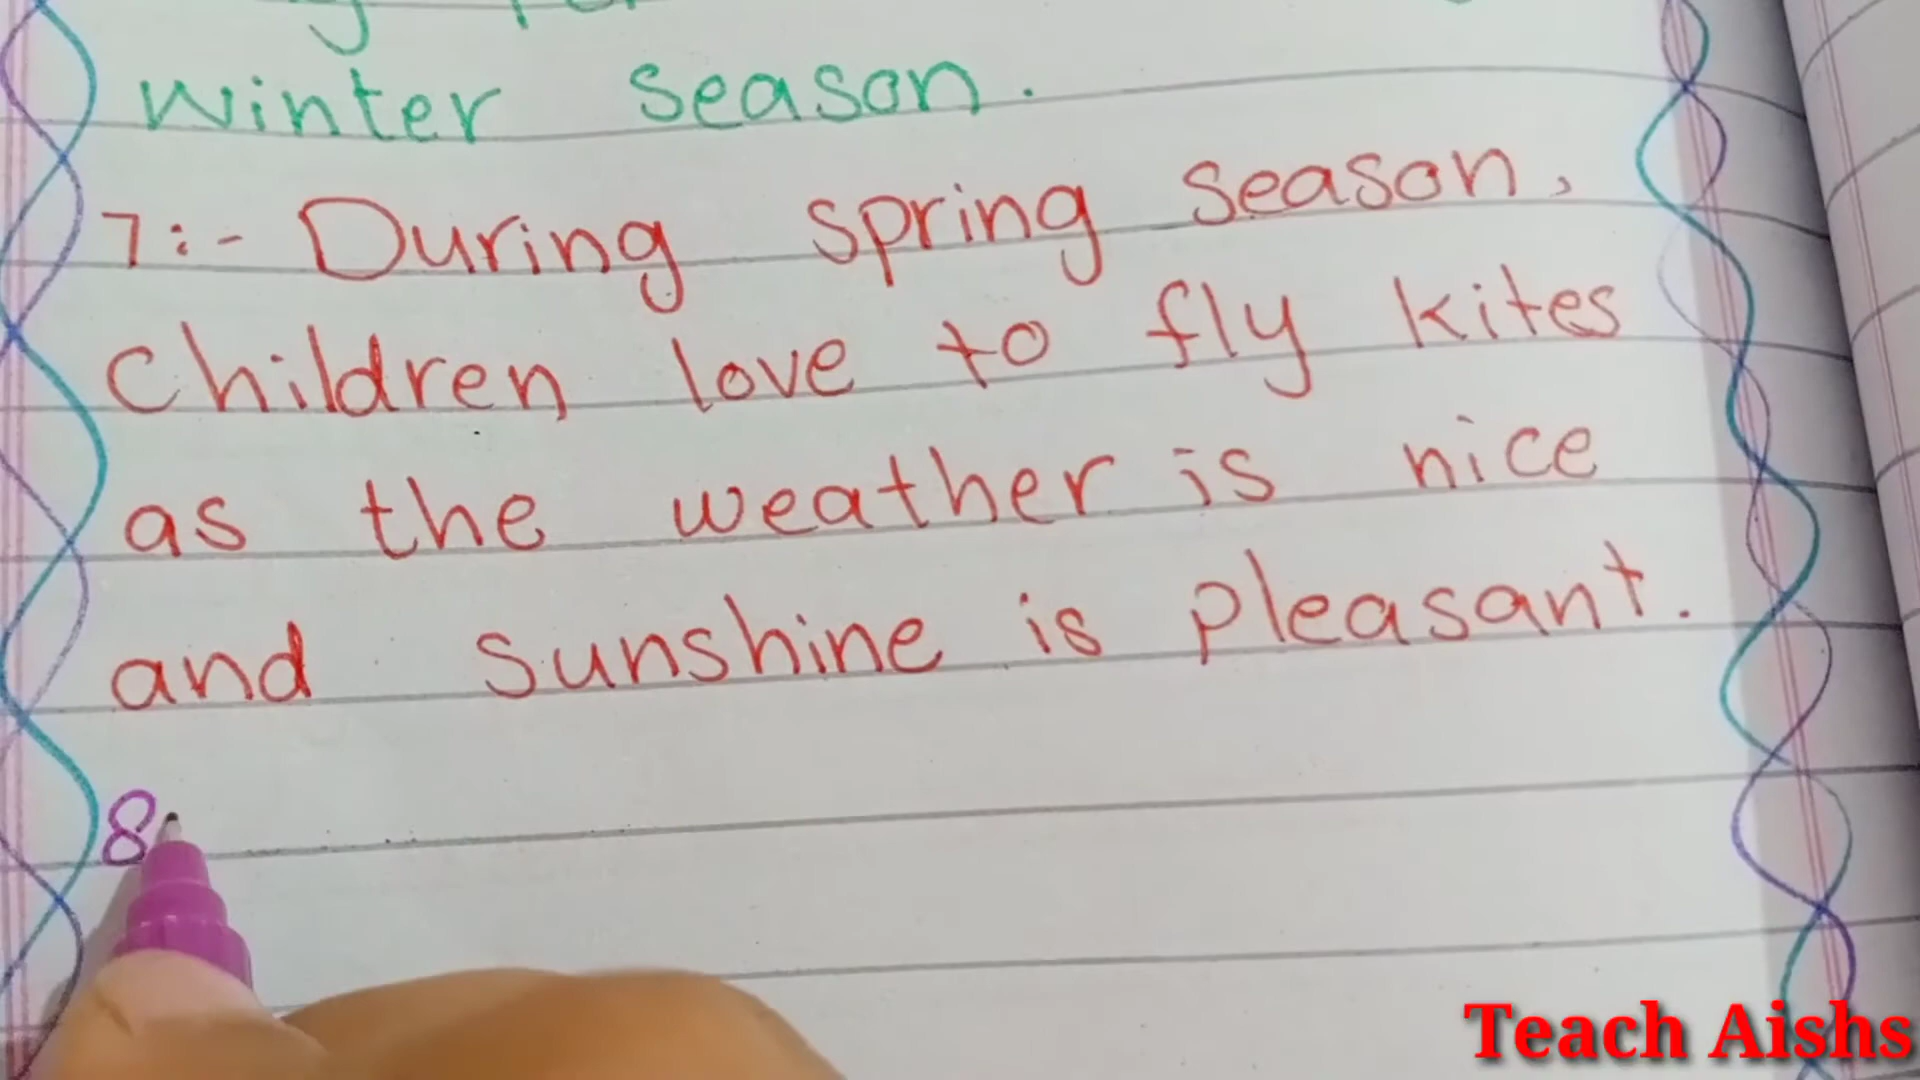 winter season.
7:- During spring season,
children love to fly kites
as the weather is nice
and sunshine is pleasant.
8
Teach Aishs